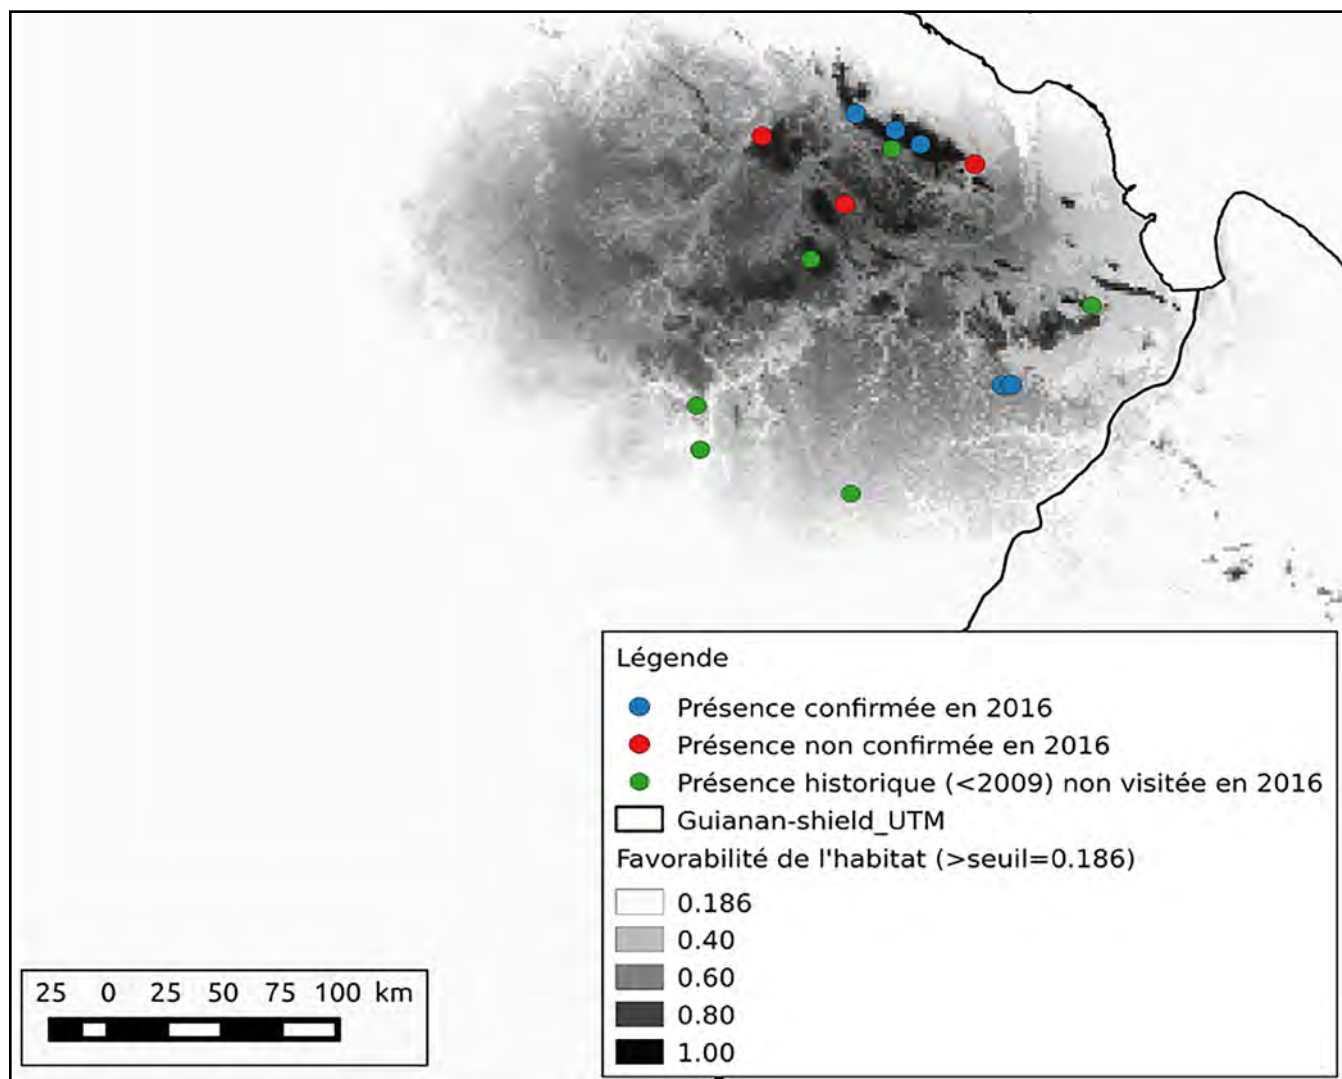 Légende
Présence confirmée en 2016
Présence non confirmée en 2016
Présence historique (<2009) non visitée en 2016
Guianan-shield_UTM
Favorabilité de l'habitat (>seuil=0.186)
0.186
0.40
0.60
0.80
1.00
25 0 25 50 75 100 km